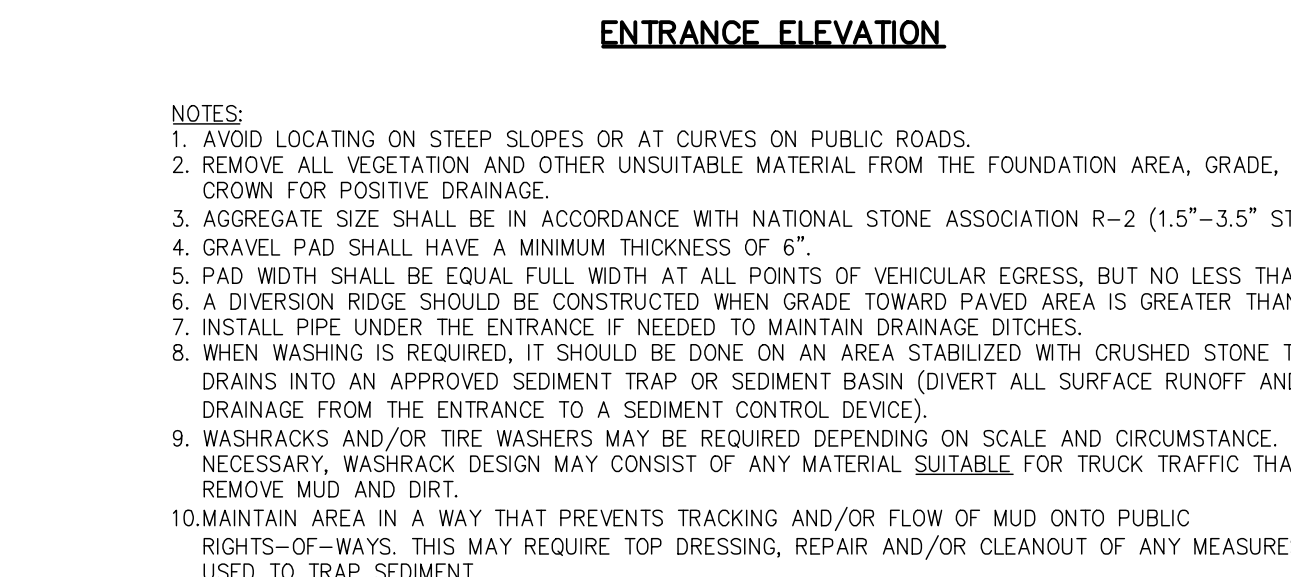 ENTRANCE ELEVATION
NOTES:
1. AVOID LOCATING ON STEEP SLOPES OR AT CURVES ON PUBLIC ROADS.
2. REMOVE ALL VEGETATION AND OTHER UNSUITABLE MATERIAL FROM THE FOUNDATION AREA, GRADE,
CROWN FOR POSITIVE DRAINAGE.
3. AGGREGATE SIZE SHALL BE IN ACCORDANCE WITH NATIONAL STONE ASSOCIATION R-2 (1.5"-3.5"
4. GRAVEL PAD SHALL HAVE A MINIMUM THICKNESS OF 6".
5. PAD WIDTH SHALL BE EQUAL FULL WIDTH AT ALL POINTS OF VEHICULAR EGRESS, BUT NO LESS
6. A DIVERSION RIDGE SHOULD BE CONSTRUCTED WHEN GRADE TOWARD PAVED AREA IS GREATER THAN
7. INSTALL PIPE UNDER THE ENTRANCE IF NEEDED TO MAINTAIN DRAINAGE DITCHES.
8. WHEN WASHING IS REQUIRED, IT SHOULD BE DONE ON AN AREA STABILIZED WITH CRUSHED STONE
DRAINS INTO AN APPROVED SEDIMENT TRAP OR SEDIMENT BASIN (DIVERT ALL SURFACE RUNOFF AND
DRAINAGE FROM THE ENTRANCE TO A SEDIMENT CONTROL DEVICE).
9. WASHRACKS AND/OR TIRE WASHERS MAY BE REQUIRED DEPENDING ON SCALE AND CIRCUMSTANCE.
NECESSARY, WASHRACK DESIGN MAY CONSIST OF ANY MATERIAL SUITABLE FOR TRUCK TRAFFIC
REMOVE MUD AND DIRT.
10.MAINTAIN AREA IN A WAY THAT PREVENTS TRACKING AND/OR FLOW OF MUD ONTO PUBLIC
RIGHTS-OF-WAYS. THIS MAY REQUIRE TOP DRESSING, REPAIR AND/OR CLEANOUT OF ANY MEASURES
USED TO TRAP SEDIMENT